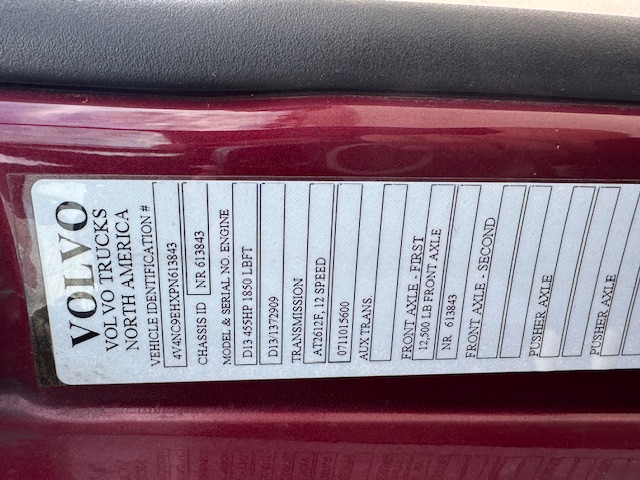 VOLVO
VOLVO TRUCKS
NORTH AMERICA
VEHICLE IDENTIFICATION #
4V4NC9EHXPN613843
CHASSIS ID
NR 613843
MODEL & SERIAL NO. ENGINE
D13 455HP 1850 LBFT
D13/1372909
TRANSMISSION
AT2612F, 12 SPEED
0711015600
AUX TRANS.
FRONT AXLE - FIRST
12,500 LB FRONT AXLE
NR 613843
FRONT AXLE - SECOND
PUSHER AXLE
PUSHER AXLE